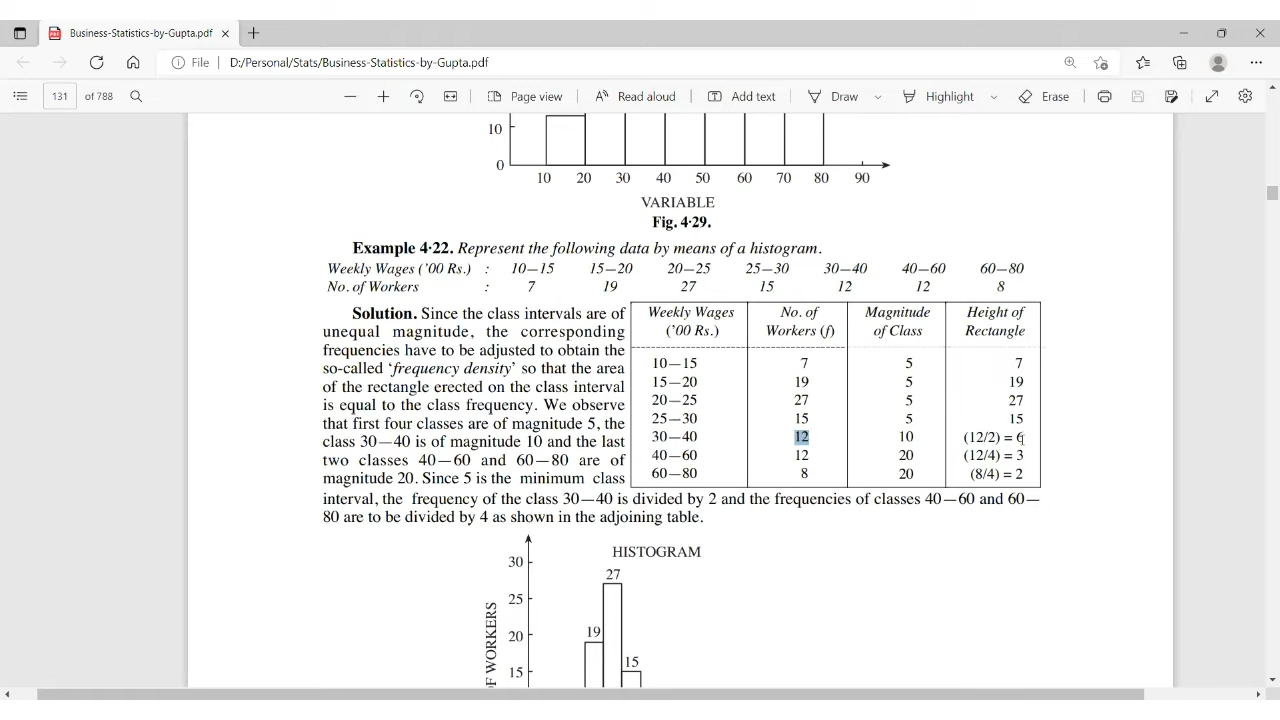 Business-Statistics-by-Gupta.pdf
File | D:/Personal/Stats/Business-Statistics-by-Gupta.pdf
131 of 788 Page view Read aloud Add text Draw Highlight Erase
10
0
10 20 30 40 50 60 70 80 90
VARIABLE
Fig. 4·29.
Example 4·22. Represent the following data by means of a histogram.
Weekly Wages ('00 Rs.) : 10—15 15—20 20—25 25—30 30—40 40—60 60—80
No. of Workers : 7 19 27 15 12 12 8
Solution. Since the class intervals are of
unequal magnitude, the corresponding
frequencies have to be adjusted to obtain the
so-called ‘frequency density’ so that the area
of the rectangle erected on the class interval
is equal to the class frequency. We observe
that first four classes are of magnitude 5, the
class 30—40 is of magnitude 10 and the last
two classes 40—60 and 60—80 are of
magnitude 20. Since 5 is the minimum class
interval, the frequency of the class 30—40 is divided by 2 and the frequencies of classes 40—60 and 60—
80 are to be divided by 4 as shown in the adjoining table.
Weekly Wages No. of Magnitude Height of
('00 Rs.) Workers (f) of Class Rectangle
10—15 7 5 7
15—20 19 5 19
20—25 27 5 27
25—30 15 5 15
30—40 12 10 (12/2) = 6
40—60 12 20 (12/4) = 3
60—80 8 20 (8/4) = 2
HISTOGRAM
30
27
25
20
19
15
15
F WORKERS